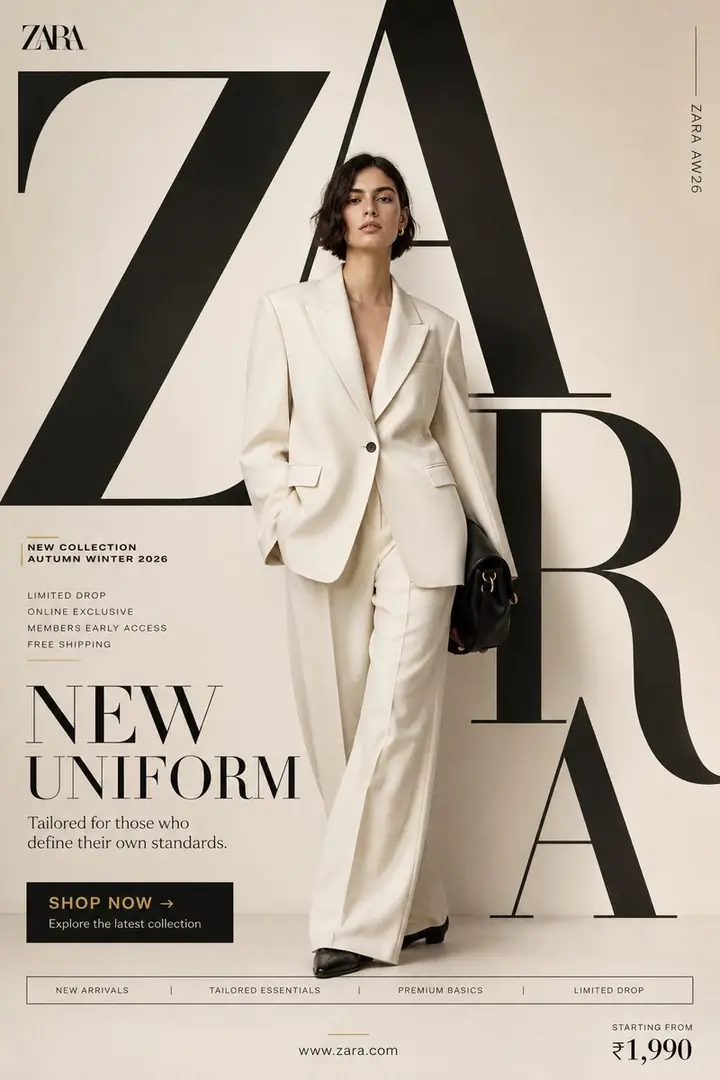 ZARA
ZARA
ZARA AW26
NEW COLLECTION
AUTUMN WINTER 2026
LIMITED DROP
ONLINE EXCLUSIVE
MEMBERS EARLY ACCESS
FREE SHIPPING
NEW
UNIFORM
Tailored for those who
define their own standards.
SHOP NOW →
Explore the latest collection
NEW ARRIVALS | TAILORED ESSENTIALS | PREMIUM BASICS | LIMITED DROP
www.zara.com
STARTING FROM
₹1,990